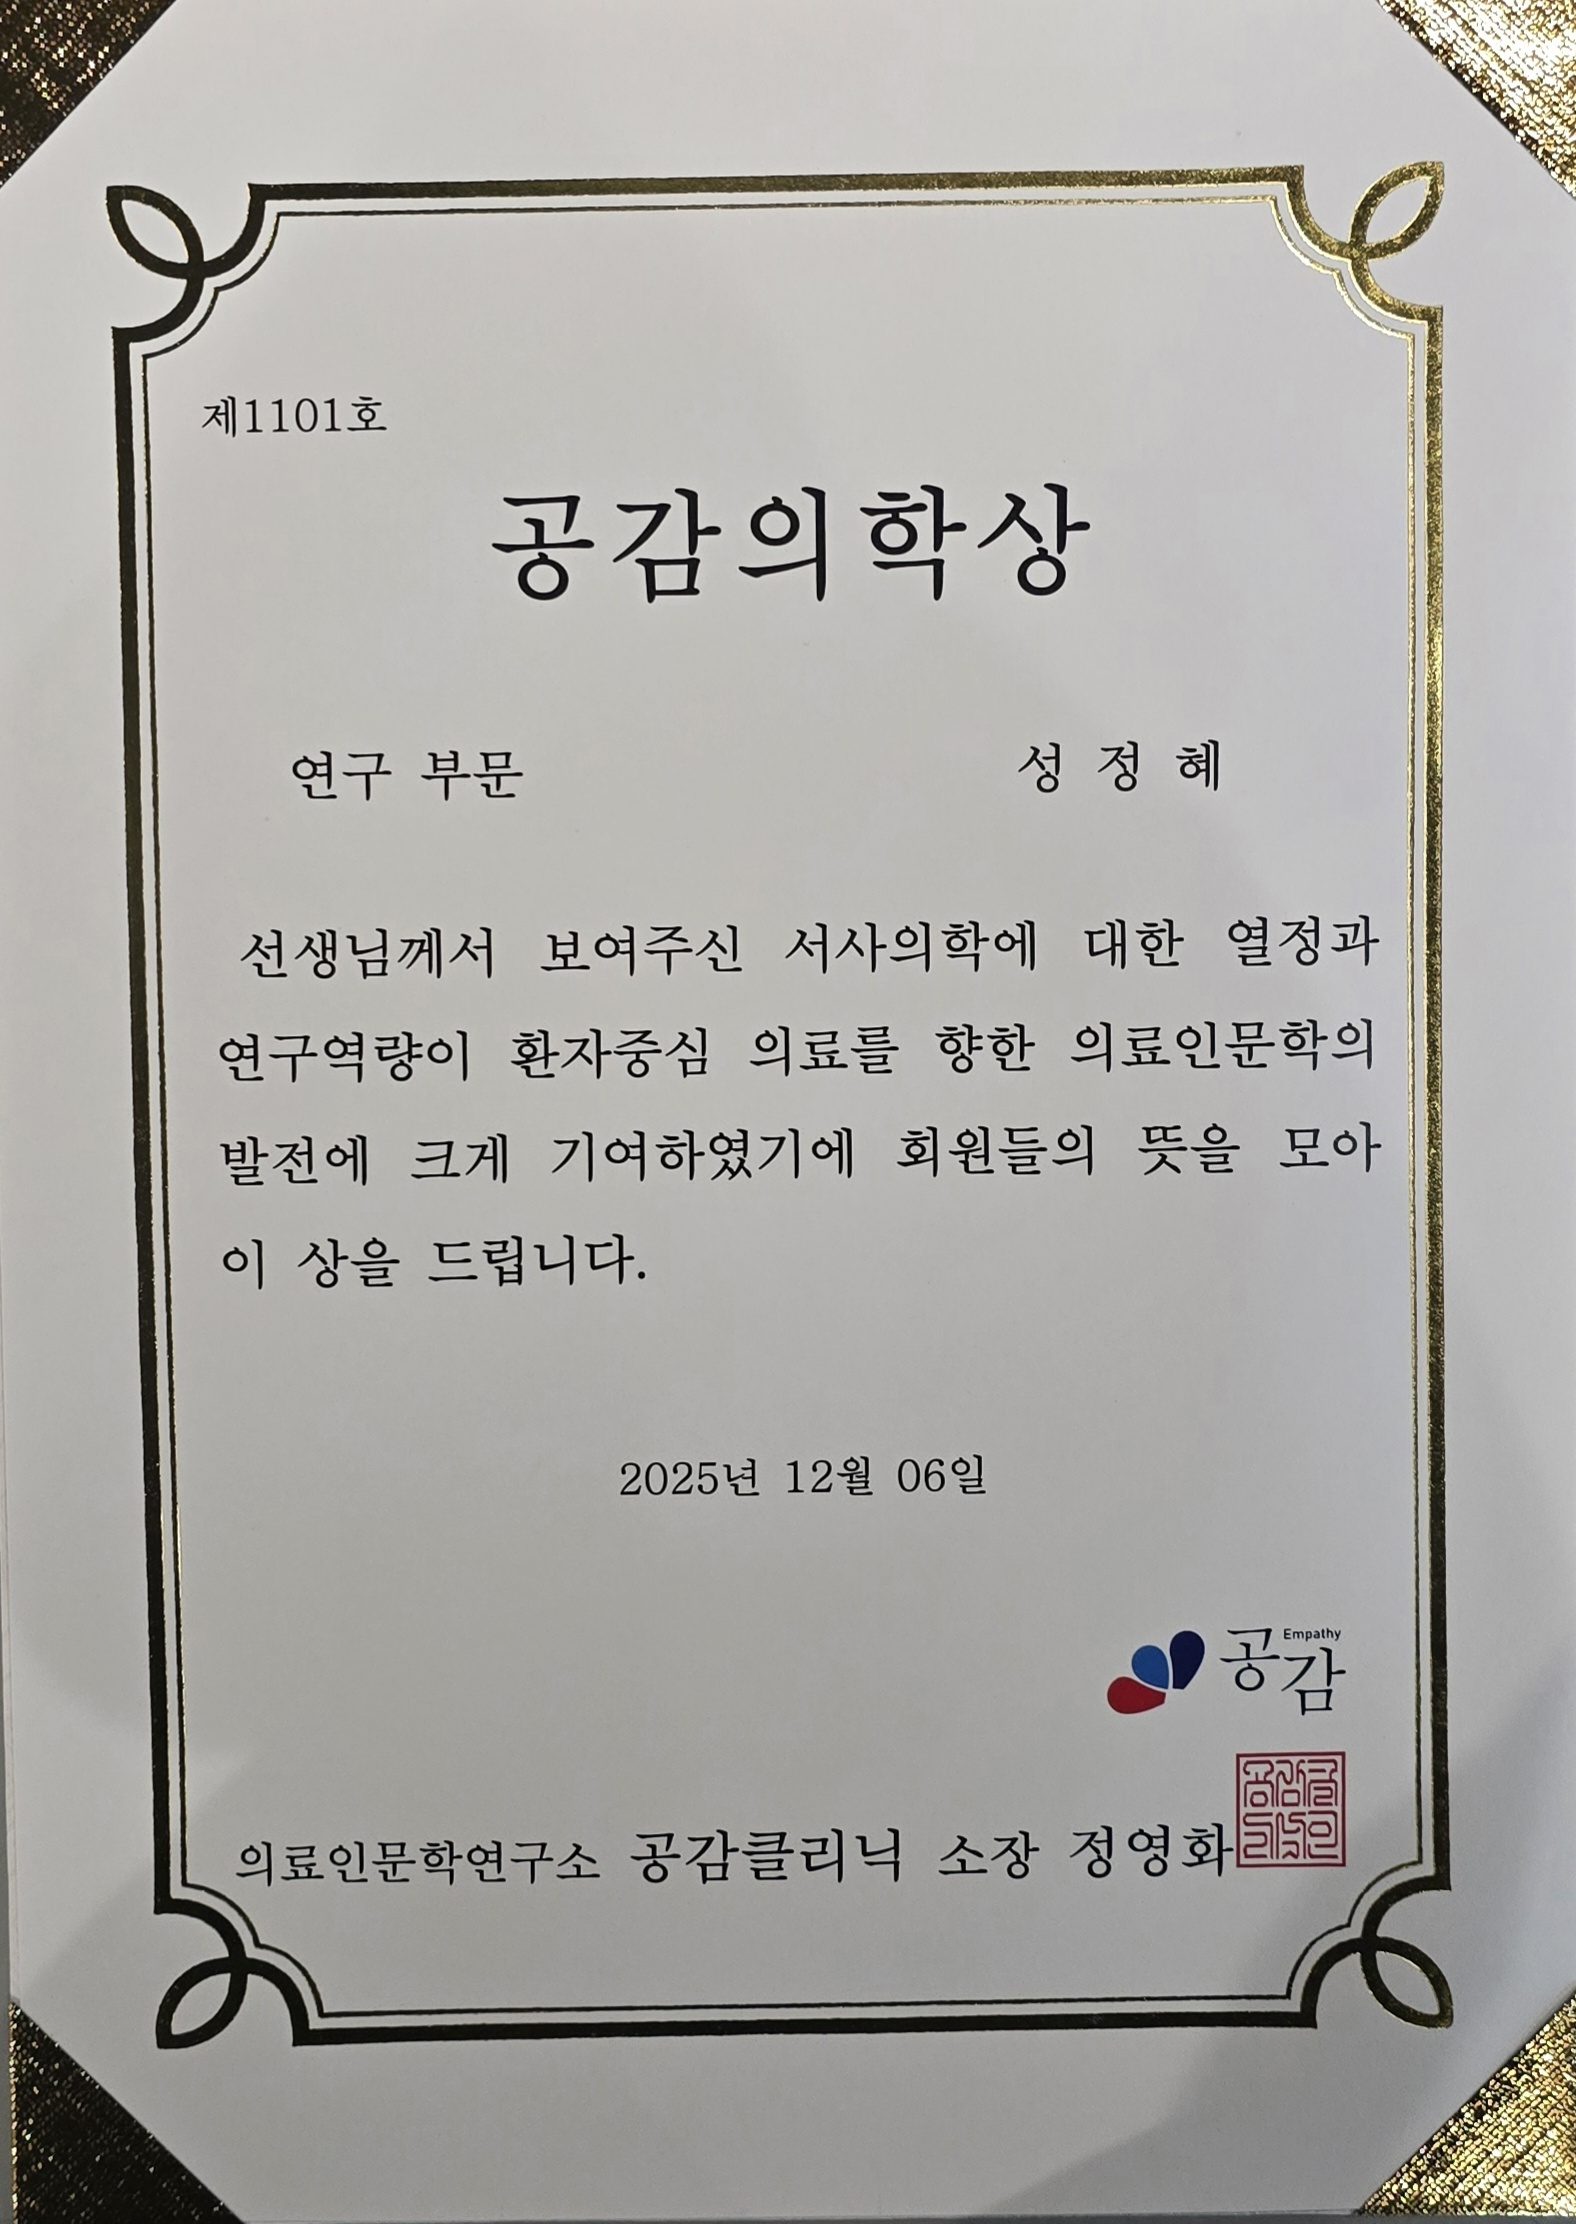 제1101호
공감의학상
연구 부문 성 정 혜
선생님께서 보여주신 서사의학에 대한 열정과
연구역량이 환자중심 의료를 향한 의료인문학의
발전에 크게 기여하였기에 회원들의 뜻을 모아
이 상을 드립니다.
2025년 12월 06일
공감 Empathy
의료인문학연구소 공감클리닉 소장 정영화